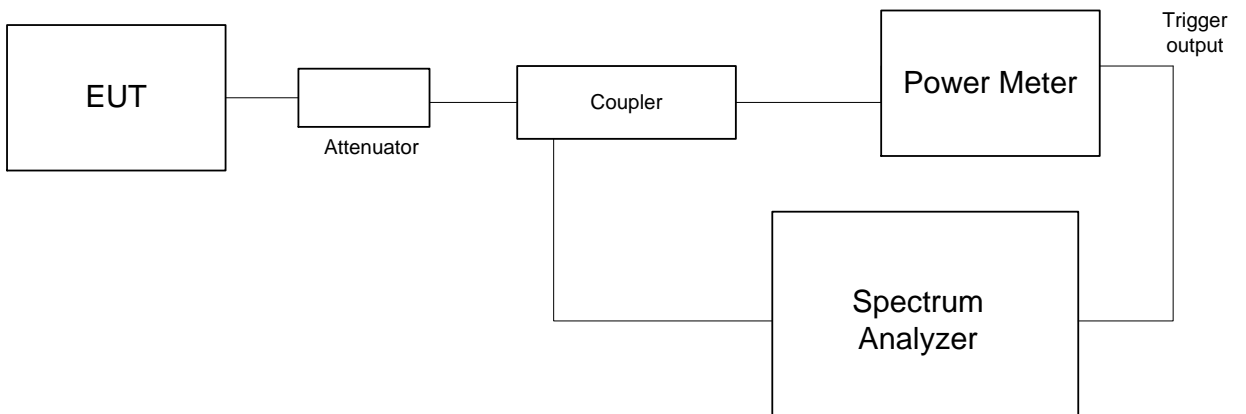 EUT
Attenuator
Coupler
Power Meter
Trigger
output
Spectrum
Analyzer